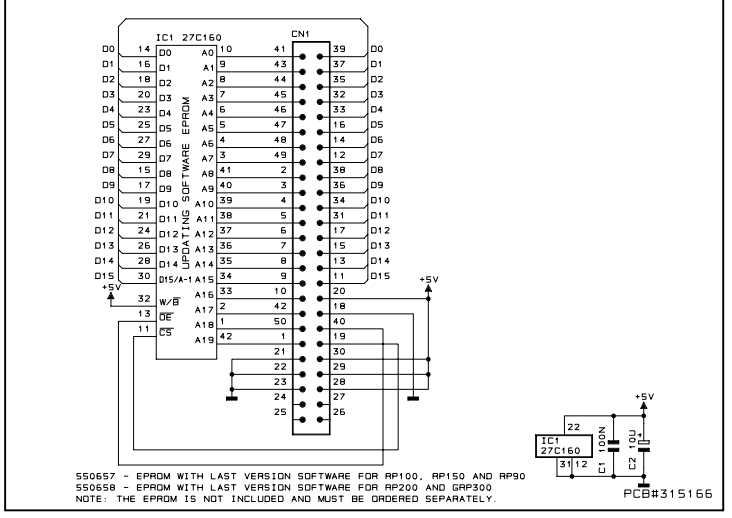 IC1 27C160 CN1
D0 14 D0 A0 10 41 39 D0
D1 16 D1 A1 9 43 37 D1
D2 18 D2 A2 8 44 35 D2
D3 20 D3 A3 7 45 32 D3
D4 23 D4 A4 6 46 33 D4
D5 25 D5 A5 5 47 16 D5
D6 27 D6 A6 4 48 14 D6
D7 29 D7 A7 3 49 12 D7
D8 15 D8 A8 41 2 38 D8
D9 17 D9 A9 40 3 36 D9
D10 19 D10 A10 39 4 34 D10
D11 21 D11 A11 38 5 31 D11
D12 24 D12 A12 37 6 17 D12
D13 26 D13 A13 36 7 15 D13
D14 28 D14 A14 35 8 13 D14
D15 30 D15/A-1 A15 34 9 11 D15
UPDATING SOFTWARE EPROM
+5V A16 33 10 20 +5V
32 W/B A17 2 42 18
13 OE A18 1 50 40
11 CS A19 42 1 19
21 30
22 29
23 28
24 27
25 26
+5V
22
IC1
27C160
31 12
C1 100N
C2 10U
+
550657 - EPROM WITH LAST VERSION SOFTWARE FOR RP100, RP150 AND RP90
550658 - EPROM WITH LAST VERSION SOFTWARE FOR RP200 AND GRP300
NOTE: THE EPROM IS NOT INCLUDED AND MUST BE ORDERED SEPARATELY.
PCB#315166